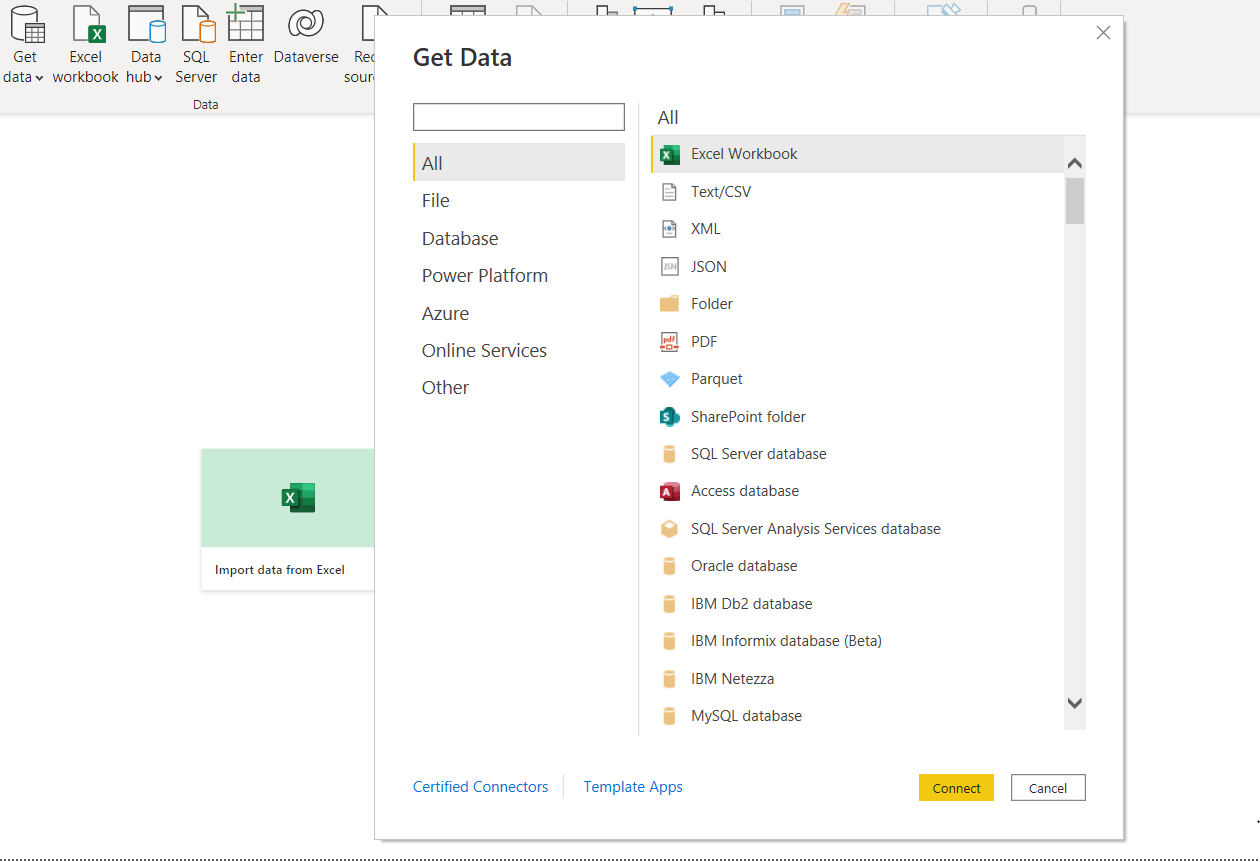 Get data
Excel workbook
Data hub
SQL Server
Enter data
Dataverse
Data
Get Data
All
File
Database
Power Platform
Azure
Online Services
Other
All
Excel Workbook
Text/CSV
XML
JSON
Folder
PDF
Parquet
SharePoint folder
SQL Server database
Access database
SQL Server Analysis Services database
Oracle database
IBM Db2 database
IBM Informix database (Beta)
IBM Netezza
MySQL database
Import data from Excel
Certified Connectors
Template Apps
Connect
Cancel